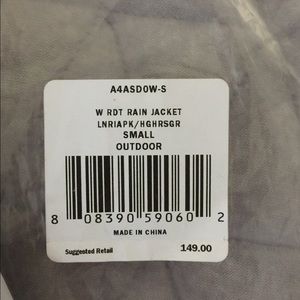 A4ASD0W-S
W RDT RAIN JACKET
LNRIAPK/HGHRSGR
SMALL
OUTDOOR
8 08390 59060 2
MADE IN CHINA
Suggested Retail 149.00